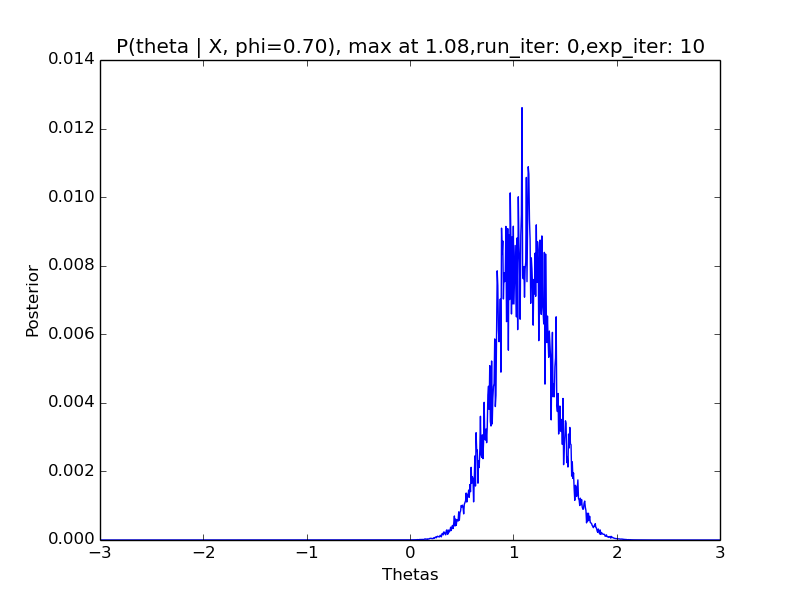 P(theta | X, phi=0.70), max at 1.08,run_iter: 0,exp_iter: 10
0.014
0.012
0.010
0.008
0.006
0.004
0.002
0.000
Posterior
−3 −2 −1 0 1 2 3
Thetas